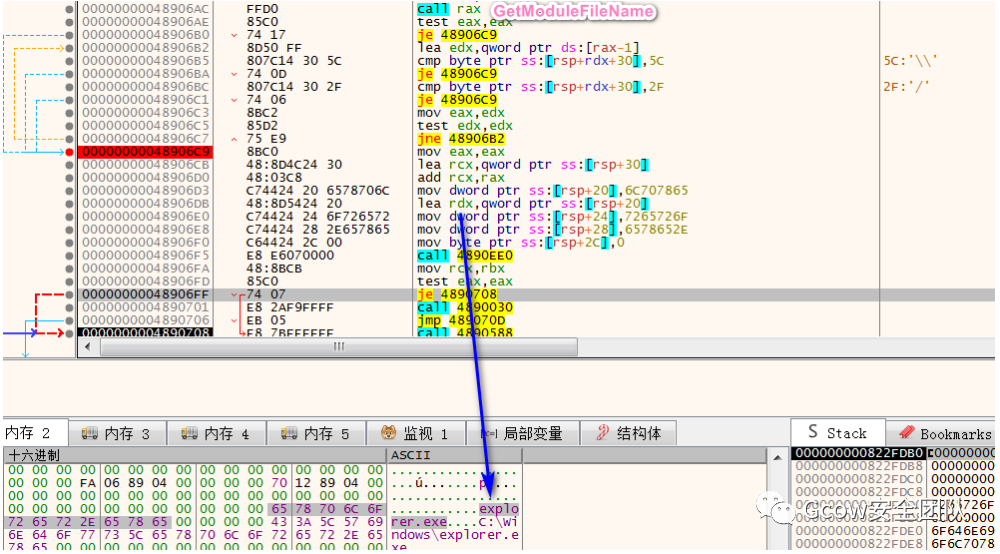 00000000048906AC FFD0 call rax GetModuleFileName
00000000048906AE 85C0 test eax,eax
00000000048906B0 74 17 je 48906C9
00000000048906B2 8D50 FF lea edx,qword ptr ds:[rax-1]
00000000048906B5 807C14 30 5C cmp byte ptr ss:[rsp+rdx+30],5C 5C:'\\'
00000000048906BA 74 0D je 48906C9
00000000048906BC 807C14 30 2F cmp byte ptr ss:[rsp+rdx+30],2F 2F:'/'
00000000048906C1 74 06 je 48906C9
00000000048906C3 8BC2 mov eax,edx
00000000048906C5 85D2 test edx,edx
00000000048906C7 75 E9 jne 48906B2
00000000048906C9 8BC0 mov eax,eax
00000000048906CB 48:8D4C24 30 lea rcx,qword ptr ss:[rsp+30]
00000000048906D0 48:03C8 add rcx,rax
00000000048906D3 C74424 20 6578706C mov dword ptr ss:[rsp+20],6C707865
00000000048906DB 48:8D5424 20 lea rdx,qword ptr ss:[rsp+20]
00000000048906E0 C74424 24 6F726572 mov dword ptr ss:[rsp+24],7265726F
00000000048906E8 C74424 28 2E657865 mov dword ptr ss:[rsp+28],6578652E
00000000048906F0 C64424 2C 00 mov byte ptr ss:[rsp+2C],0
00000000048906F5 E8 E6070000 call 4890EE0
00000000048906FA 48:8BCB mov rcx,rbx
00000000048906FD 85C0 test eax,eax
00000000048906FF 74 07 je 4890708
0000000004890701 E8 2AF9FFFF call 4890030
0000000004890706 EB 05 jmp 489070D
0000000004890708 E8 7BFEFFFF call 4890588
内存 2 内存 3 内存 4 内存 5 监视 1 局部变量 结构体 Stack Bookmarks
十六进制 ASCII
00 00 00 00 00 00 00 00 00 00 00 00 00 00 00 00 ................ 000000000822FDB0
00 00 00 FA 06 89 04 00 00 00 00 70 12 89 04 00 ...ú.......p.... 000000000822FDB8
00 00 00 00 00 00 00 00 00 00 00 00 00 00 00 00 ................ 000000000822FDC0
00 00 00 00 00 00 00 00 00 00 00 65 78 70 6C 6F ...........explo 000000000822FDC8
72 65 72 2E 65 78 65 00 00 00 00 43 3A 5C 57 69 rer.exe....C:\Wi
6E 64 6F 77 73 5C 65 78 70 6C 6F 72 65 72 2E 65 ndows\explorer.e 6F646E69
78 65 00 00 00 00 00 00 00 00 00 00 00 00 00 00 xe 6F6C7078
Gcow安全团队